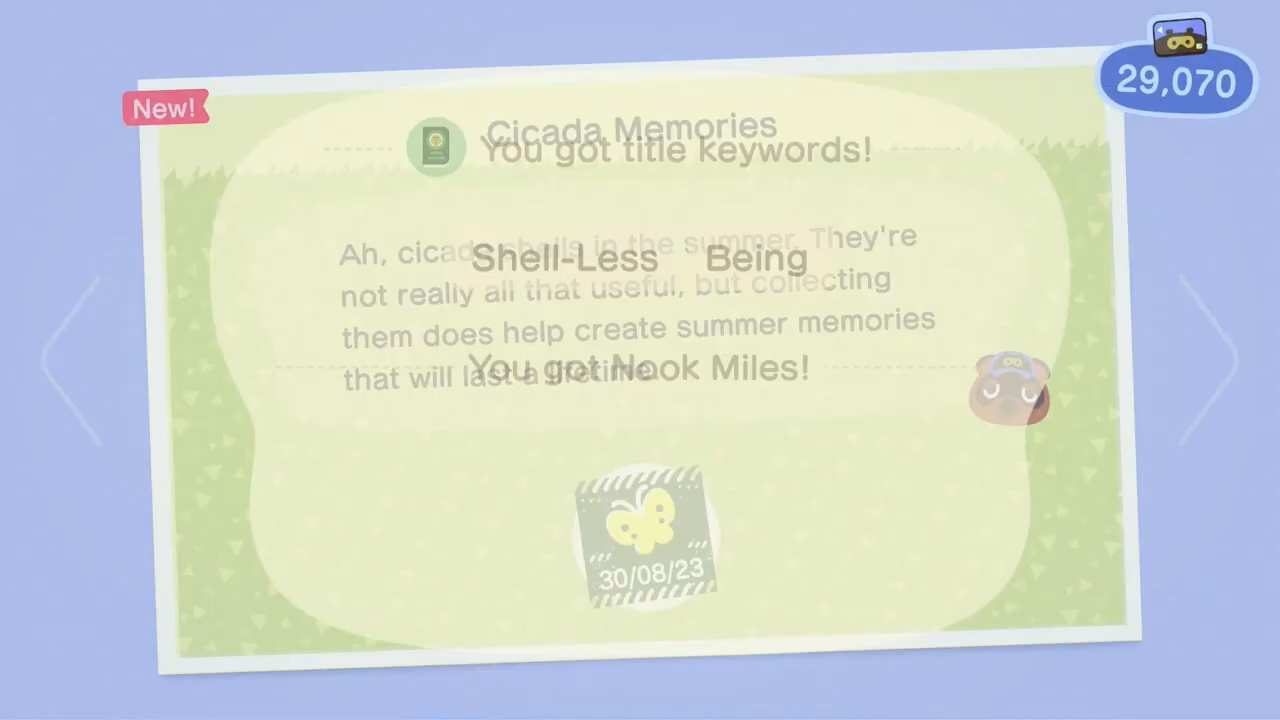 29,070
New!
Cicada Memories
You got title keywords!
Ah, cicada shells in the summer. They're
Shell-Less Being
not really all that useful, but collecting
them does help create summer memories
that will last a lifetime.
You got Nook Miles!
30/08/23